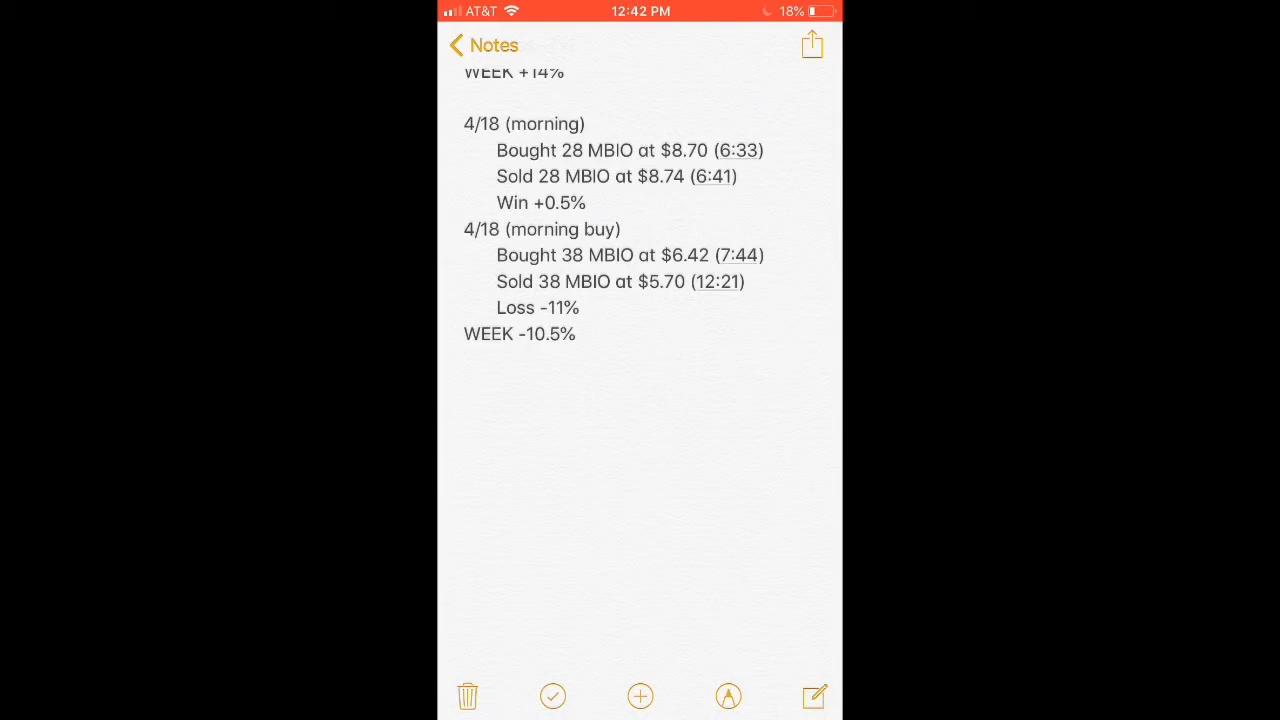 AT&T 12:42 PM 18%
Notes
WEEK +14%
4/18 (morning)
Bought 28 MBIO at $8.70 (6:33)
Sold 28 MBIO at $8.74 (6:41)
Win +0.5%
4/18 (morning buy)
Bought 38 MBIO at $6.42 (7:44)
Sold 38 MBIO at $5.70 (12:21)
Loss -11%
WEEK -10.5%